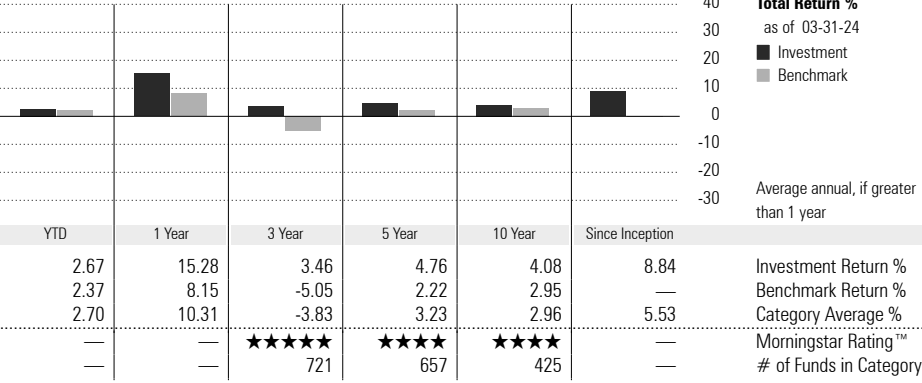 40
Total Return %
30
as of 03-31-24
20
Investment
10
Benchmark
0
-10
-20
-30
Average annual, if greater
than 1 year
YTD 1 Year 3 Year 5 Year 10 Year Since Inception
2.67 15.28 3.46 4.76 4.08 8.84 Investment Return %
2.37 8.15 -5.05 2.22 2.95 — Benchmark Return %
2.70 10.31 -3.83 3.23 2.96 5.53 Category Average %
— — ★★★★★ ★★★★ ★★★★ — Morningstar Rating™
— — 721 657 425 — # of Funds in Category